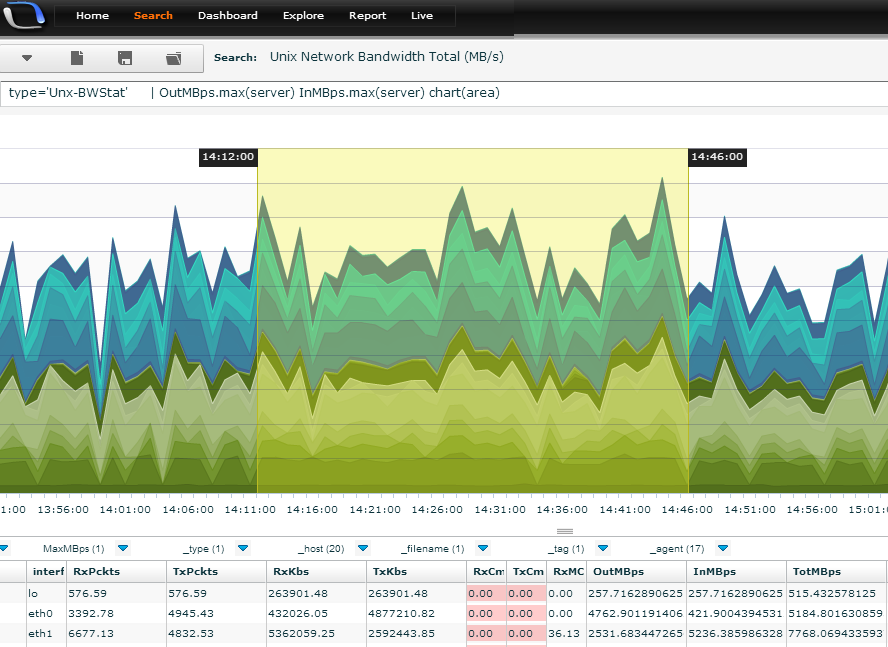 Home Search Dashboard Explore Report Live
Search: Unix Network Bandwidth Total (MB/s)
type='Unx-BWStat' | OutMBps.max(server) InMBps.max(server) chart(area)
14:12:00 14:46:00
1:00 13:56:00 14:01:00 14:06:00 14:11:00 14:16:00 14:21:00 14:26:00 14:31:00 14:36:00 14:41:00 14:46:00 14:51:00 14:56:00 15:01:
MaxMBps (1) _type (1) _host (20) _filename (1) _tag (1) _agent (17)
interf RxPckts TxPckts RxKbs TxKbs RxCm TxCm RxMC OutMBps InMBps TotMBps
lo 576.59 576.59 263901.48 263901.48 0.00 0.00 0.00 257.7162890625 257.7162890625 515.432578125
eth0 3392.78 4945.43 432026.05 4877210.82 0.00 0.00 0.00 4762.901191406 421.9004394531 5184.801630859
eth1 6677.13 4832.53 5362059.25 2592443.85 0.00 0.00 36.13 2531.683447265 5236.385986328 7768.069433593